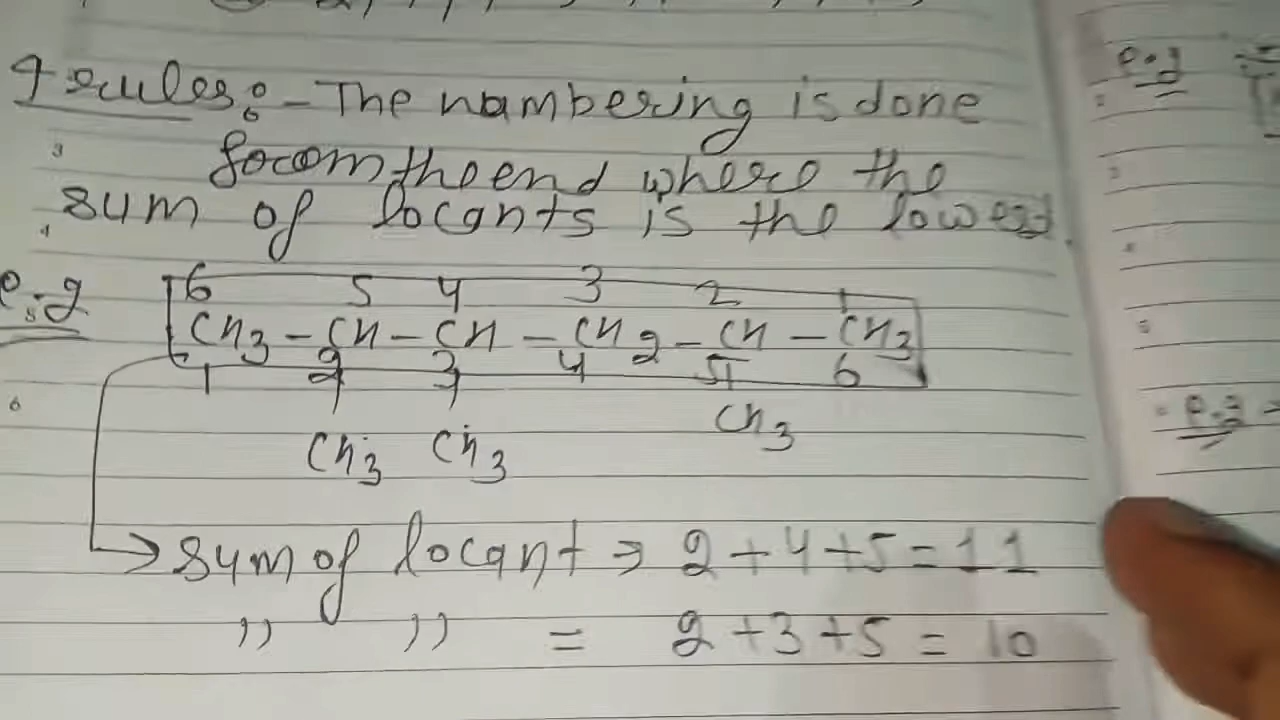 4 rules:- The nambering is done
from the end where the
sum of locants is the lowest.
e.g
6 5 4 3 2 1
CH3 - CH - CH - CH2 - CH - CH3
1 2 3 4 5 6
CH3 CH3 CH3
→ sum of locant ⇒ 2+4+5=11
,, ,, = 2+3+5=10
e.g
e.g